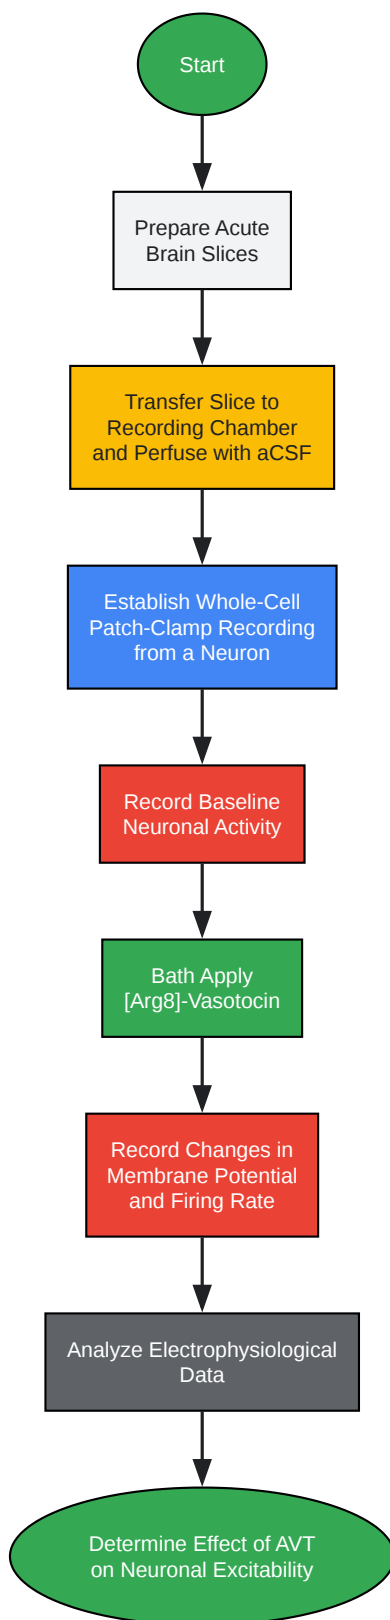 Start
Prepare Acute
Brain Slices
Transfer Slice to
Recording Chamber
and Perfuse with aCSF
Establish Whole-Cell
Patch-Clamp Recording
from a Neuron
Record Baseline
Neuronal Activity
Bath Apply
[Arg8]-Vasotocin
Record Changes in
Membrane Potential
and Firing Rate
Analyze Electrophysiological
Data
Determine Effect of AVT
on Neuronal Excitability